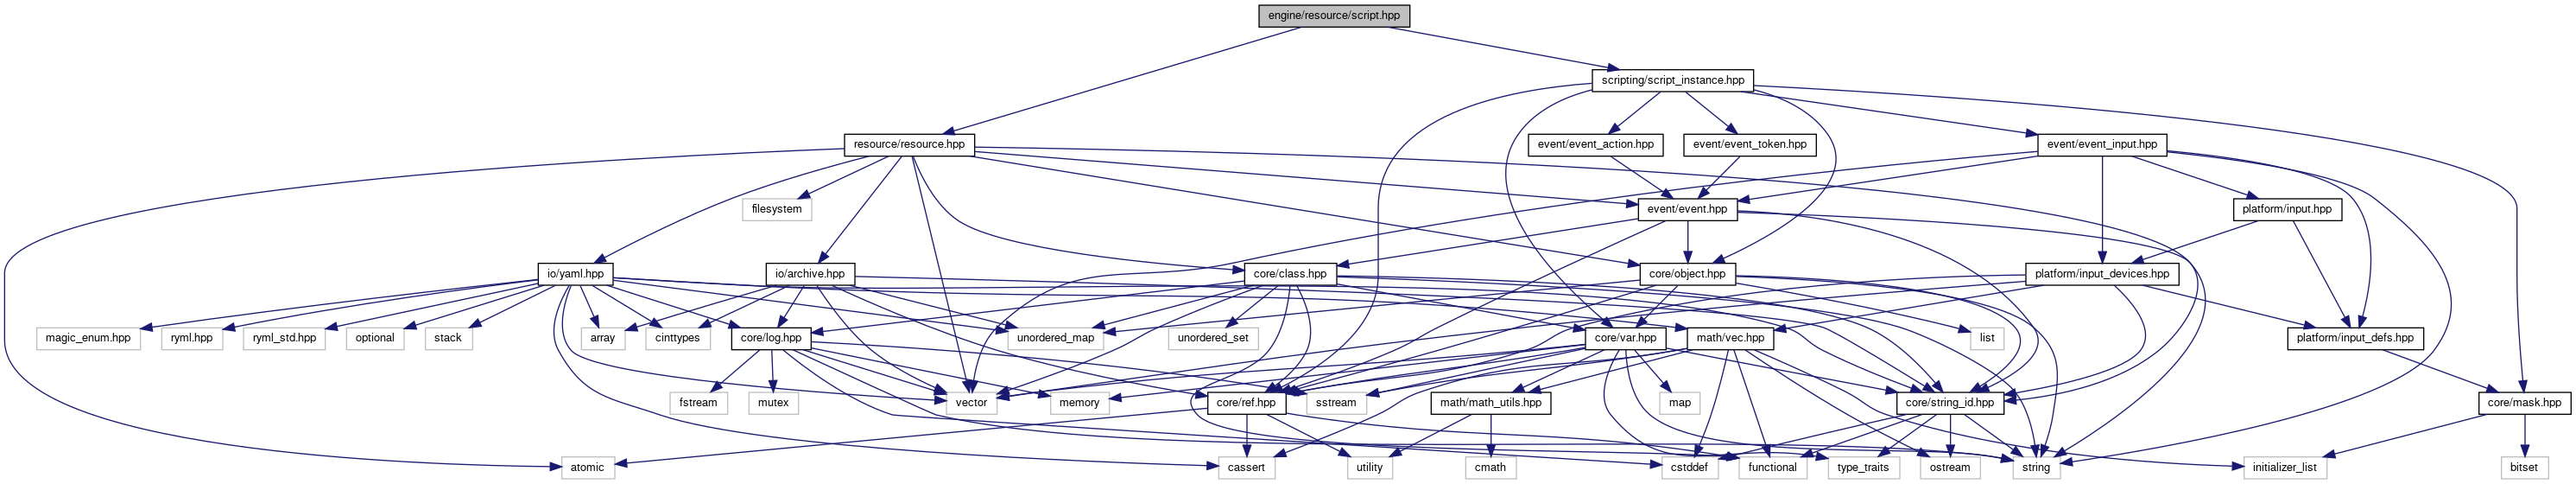 engine/resource/script.hpp
scripting/script_instance.hpp
resource/resource.hpp
event/event_action.hpp
event/event_token.hpp
event/event_input.hpp
filesystem
event/event.hpp
platform/input.hpp
io/yaml.hpp
io/archive.hpp
core/class.hpp
core/object.hpp
platform/input_devices.hpp
magic_enum.hpp
ryml.hpp
ryml_std.hpp
optional
stack
array
cinttypes
core/log.hpp
unordered_map
unordered_set
core/var.hpp
math/vec.hpp
list
platform/input_defs.hpp
fstream
mutex
vector
memory
core/ref.hpp
sstream
math/math_utils.hpp
map
core/string_id.hpp
core/mask.hpp
atomic
cassert
utility
cmath
cstddef
functional
type_traits
ostream
string
initializer_list
bitset